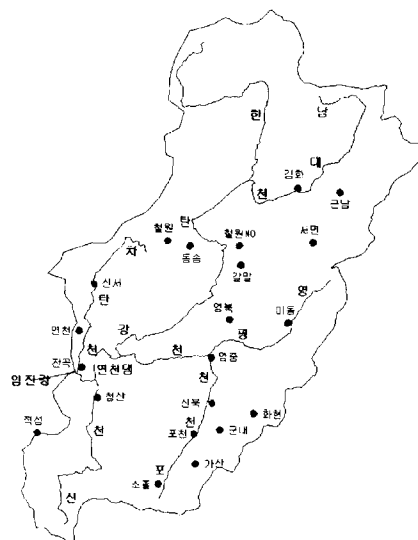 한
남
대
천
김화
근남
탄
철원
차
동송
철원NO
서면
갈말
신서
탄
영
강
영북
이동
연천
평
천
천
전곡
연천댐
영중
임진강
천
청산
신북
화현
적성
천
포천
군내
천
가산
소흘
포
신